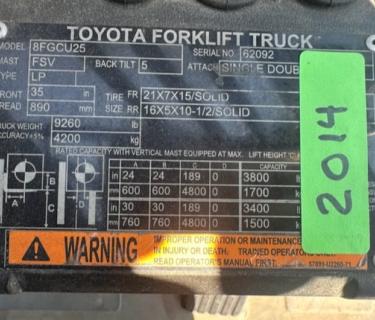 TOYOTA FORKLIFT TRUCK
MODEL 8FGCU25 SERIAL NO. 62092
MAST FSV BACK TILT 5 ATTACH SINGLE DOUB
TYPE LP
FRONT 35 in TIRE FR 21X7X15/SOLID
TREAD 890 mm SIZE RR 16X5X10-1/2/SOLID
TRUCK WEIGHT 9260 lb
ACCURACY±5% 4200 kg
RATED CAPACITY WITH VERTICAL MAST EQUIPPED AT MAX. LIFT HEIGHT
A B C D CAPACITY
in 24 24 189 0 3800
mm 600 600 4800 0 1700
in 30 30 189 0 3400
mm 760 760 4800 0 1500
B
A C D
WARNING
IMPROPER OPERATION OR MAINTENANCE
IN INJURY OR DEATH. TRAINED OPERATORS
READ OPERATOR'S MANUAL FIRST.
2014